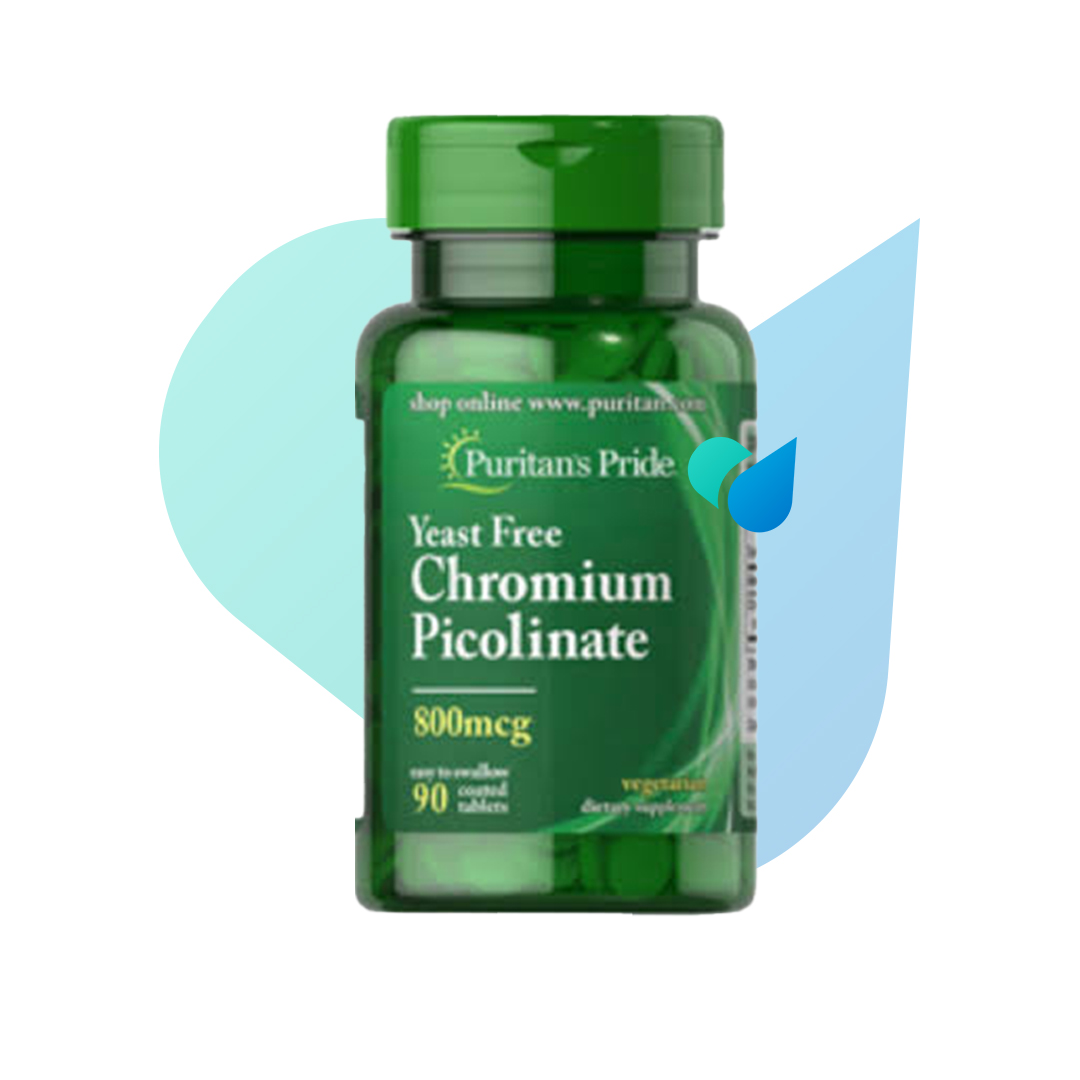 shop online www.puritan.com
Puritan's Pride
Yeast Free
Chromium
Picolinate
800mcg
easy to swallow
90 coated
tablets
vegetarian
dietary supplement